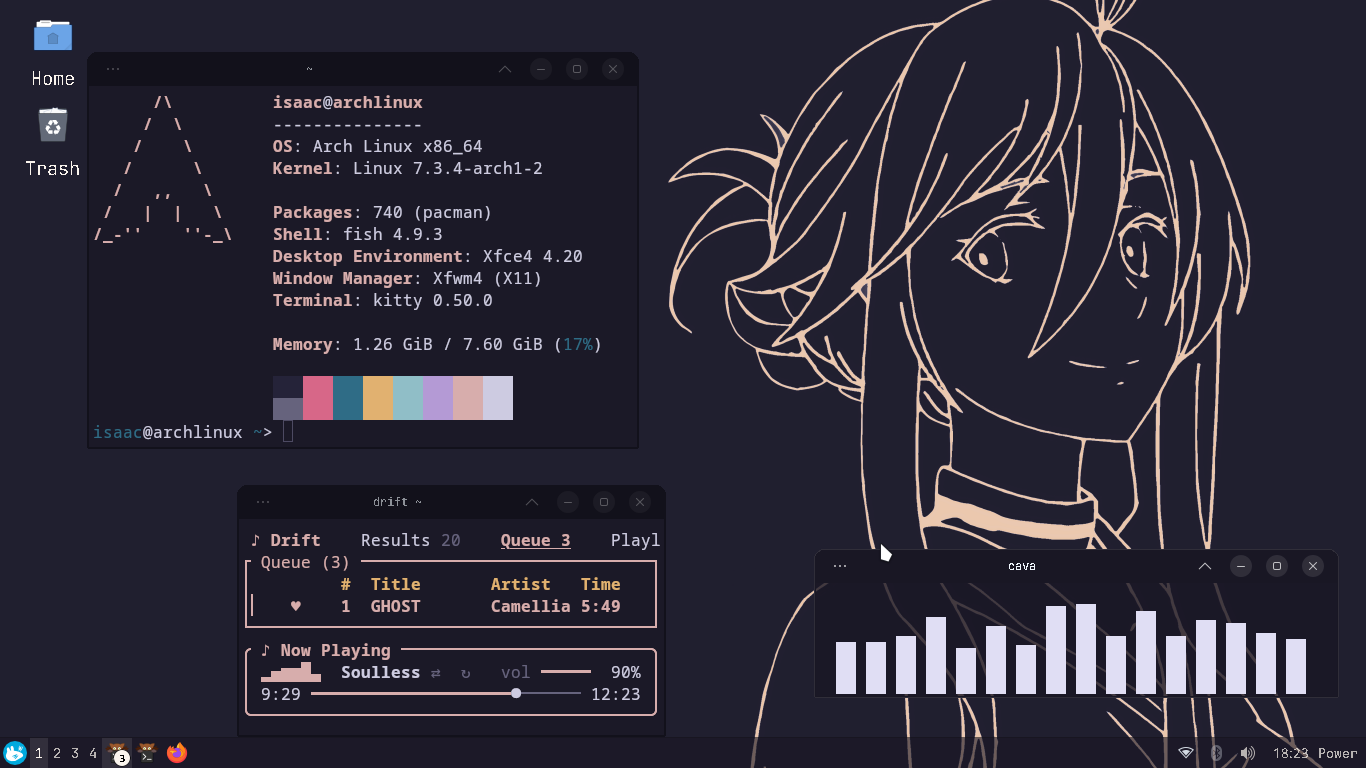 Home
Trash
~
/\
/  \
/    \
/      \
/   ,,   \
/   |  |   \
/_-''    ''-_\
isaac@archlinux
---------------
OS: Arch Linux x86_64
Kernel: Linux 7.3.4-arch1-2
Packages: 740 (pacman)
Shell: fish 4.9.3
Desktop Environment: Xfce4 4.20
Window Manager: Xfwm4 (X11)
Terminal: kitty 0.50.0
Memory: 1.26 GiB / 7.60 GiB (17%)
isaac@archlinux ~>
drift ~
♪ Drift Results 20 Queue 3 Playl
Queue (3)
# Title Artist Time
♥ 1 GHOST Camellia 5:49
♪ Now Playing
Soulless ⇄ ↻ vol 90%
9:29 12:23
cava
1 2 3 4 3
18:23 Power